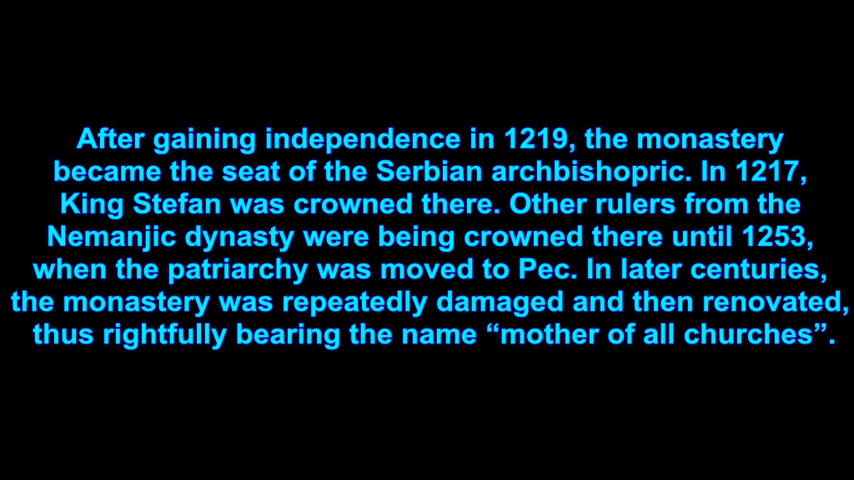 After gaining independence in 1219, the monastery
became the seat of the Serbian archbishopric. In 1217,
King Stefan was crowned there. Other rulers from the
Nemanjic dynasty were being crowned there until 1253,
when the patriarchy was moved to Pec. In later centuries,
the monastery was repeatedly damaged and then renovated,
thus rightfully bearing the name “mother of all churches”.